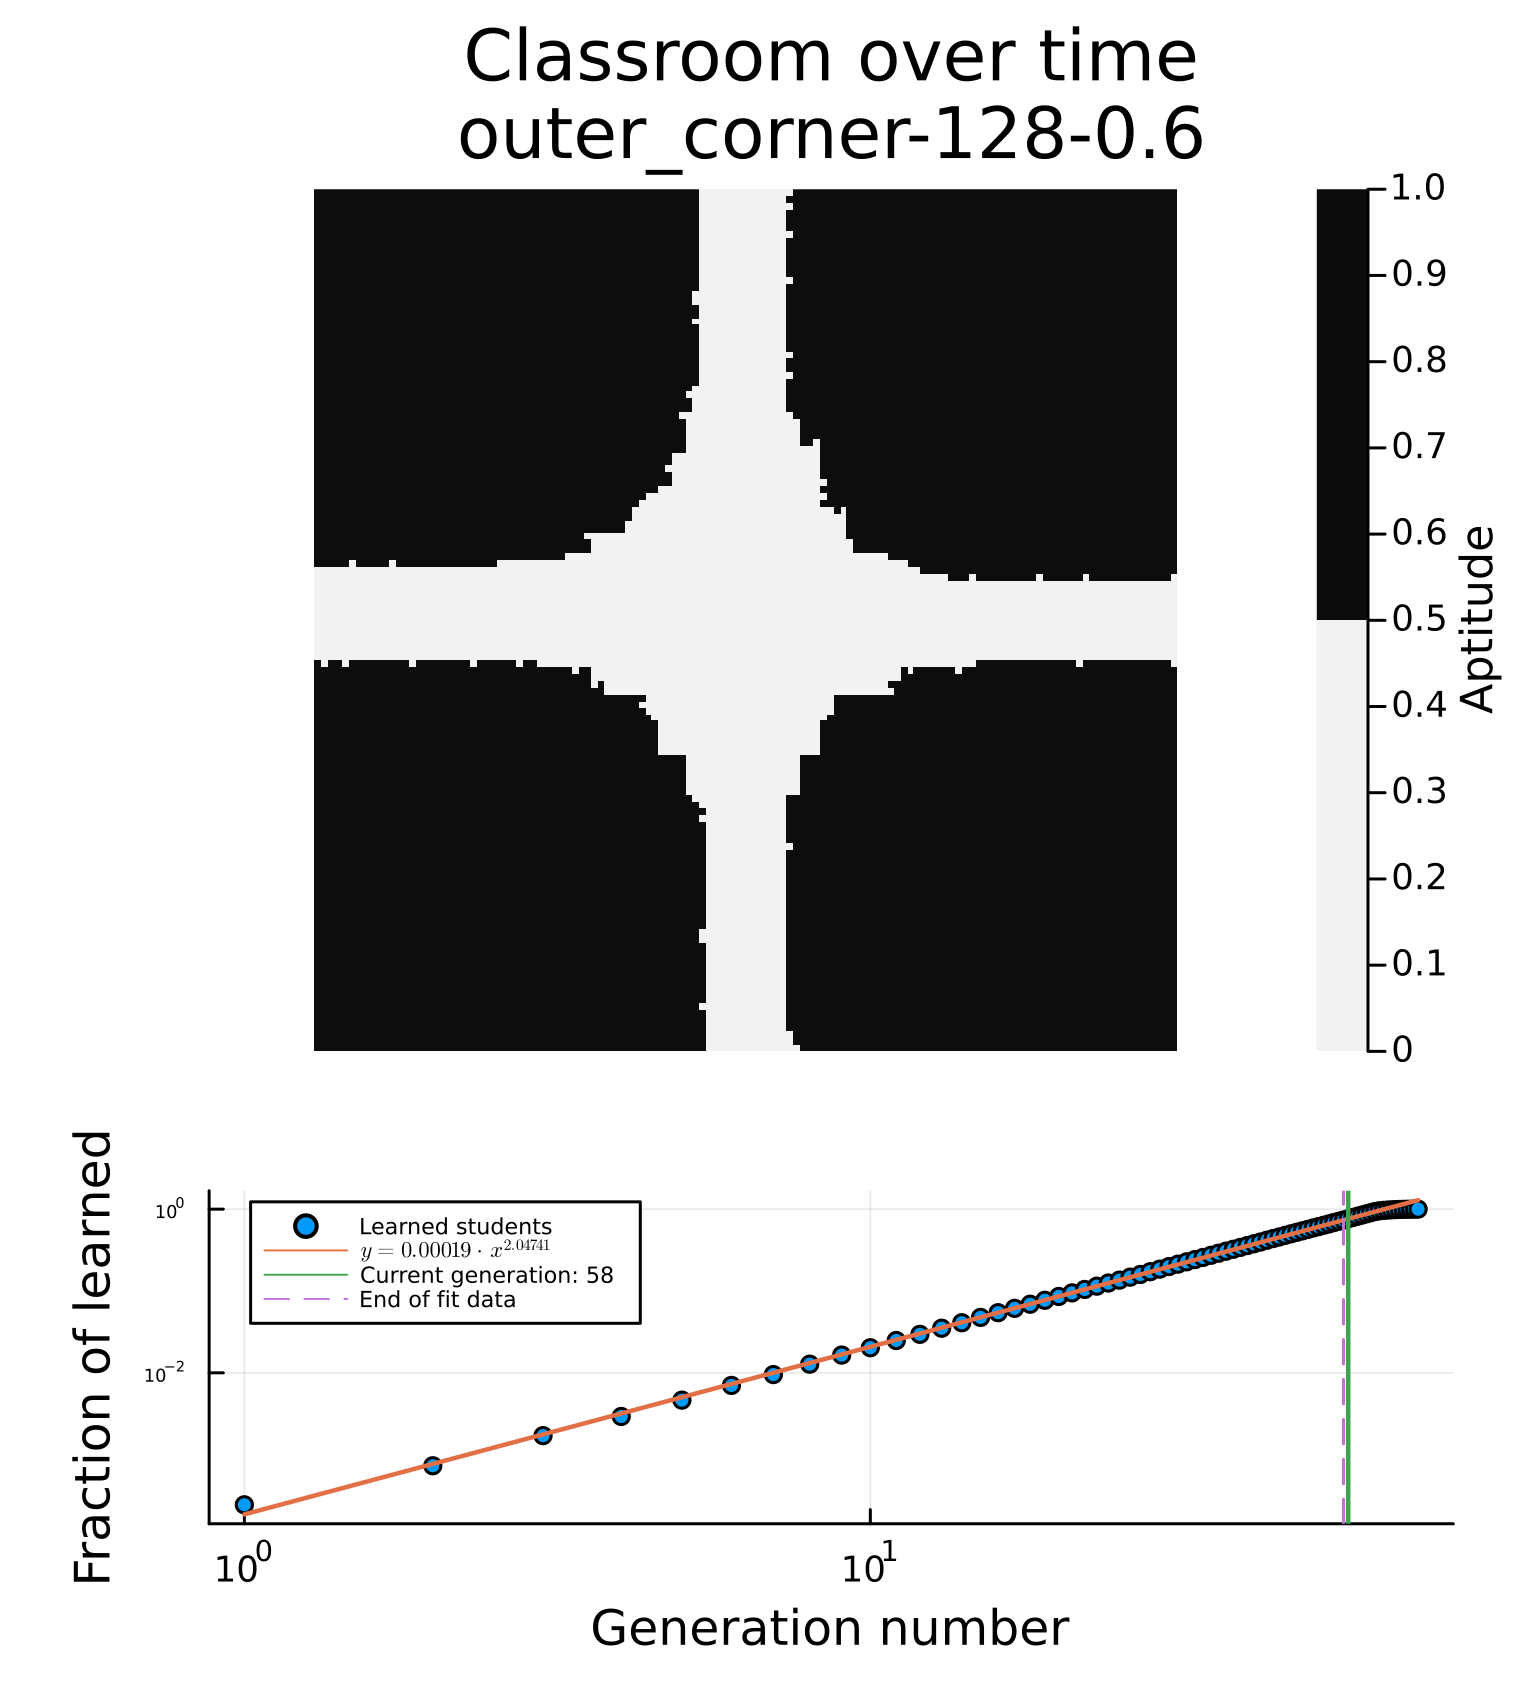 Classroom over time
outer_corner-128-0.6
1.0
0.9
0.8
0.7
0.6
0.5
0.4
0.3
0.2
0.1
0
Aptitude
Fraction of learned
10⁰
10⁻²
Learned students
y = 0.00019 · x^2.04741
Current generation: 58
End of fit data
10⁰
10¹
Generation number